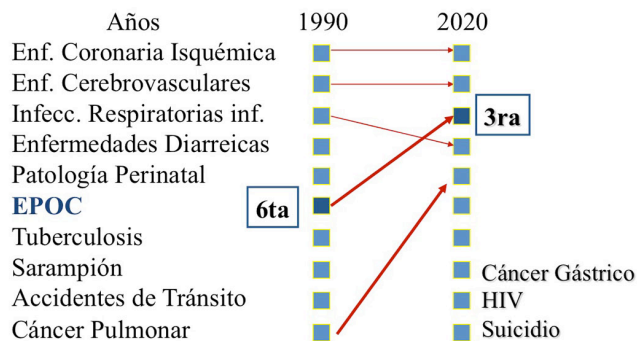 Años 1990 2020
Enf. Coronaria Isquémica
Enf. Cerebrovasculares
Infecc. Respiratorias inf.
3ra
Enfermedades Diarreicas
Patología Perinatal
EPOC 6ta
Tuberculosis
Sarampión Cáncer Gástrico
Accidentes de Tránsito HIV
Cáncer Pulmonar Suicidio